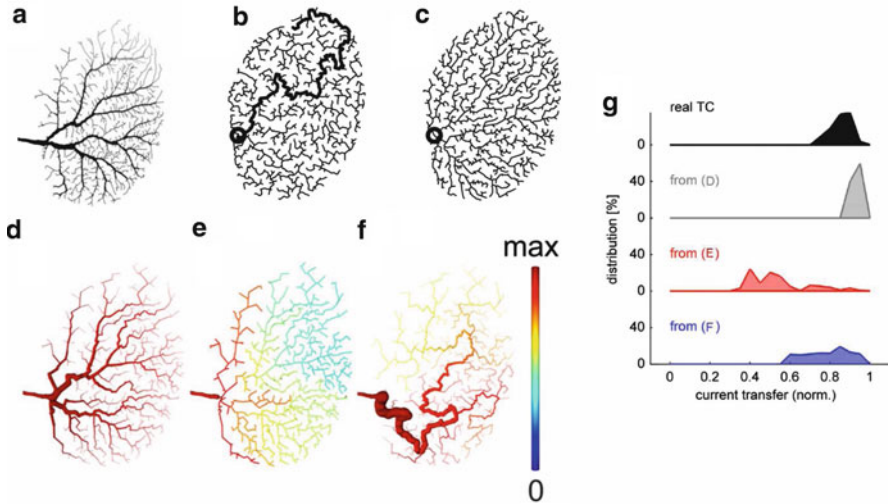 a
b
c
d
e
f
max
0
g
real TC
0
from (D)
40
0
from (E)
40
0
from (F)
40
0
distribution [%]
0 0.2 0.4 0.6 0.8 1
current transfer (norm.)